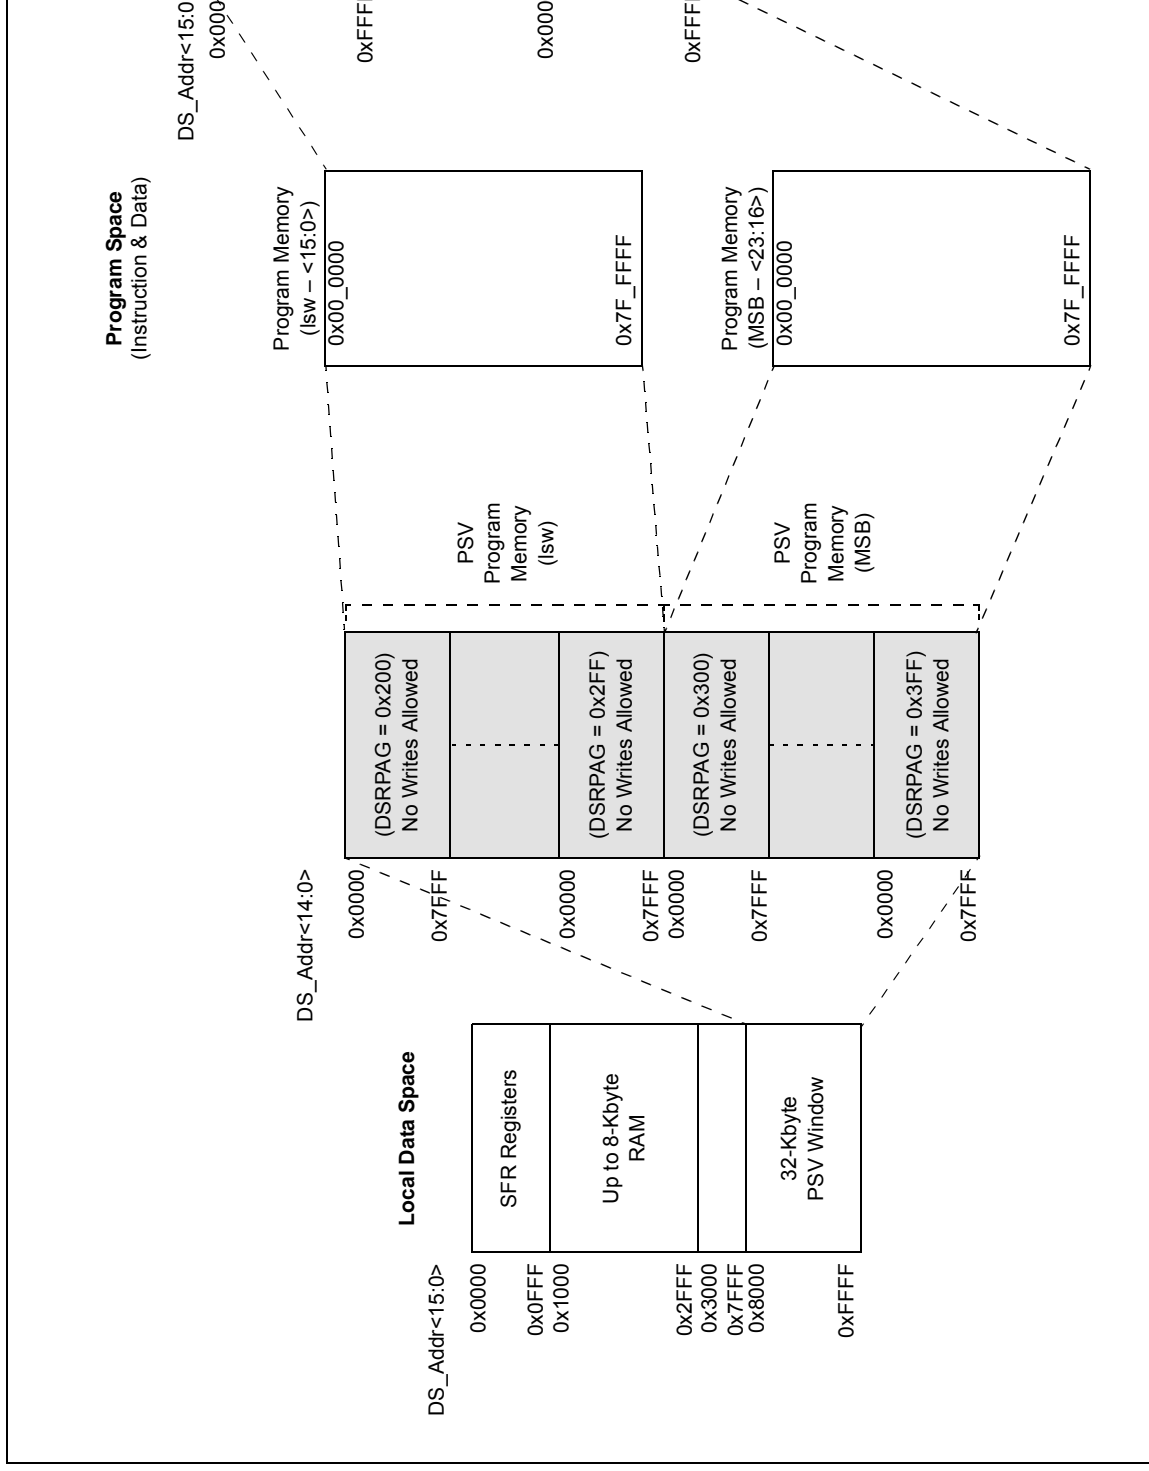 Local Data Space
DS_Addr<15:0>
0x0000
SFR Registers
0x0FFF
0x1000
Up to 8-Kbyte
RAM
0x2FFF
0x3000
0x7FFF
0x8000
32-Kbyte
PSV Window
0xFFFF
DS_Addr<14:0>
0x0000
(DSRPAG = 0x200)
No Writes Allowed
0x7FFF
0x0000
(DSRPAG = 0x2FF)
No Writes Allowed
0x7FFF
0x0000
(DSRPAG = 0x300)
No Writes Allowed
0x7FFF
0x0000
(DSRPAG = 0x3FF)
No Writes Allowed
0x7FFF
PSV
Program
Memory
(lsw)
PSV
Program
Memory
(MSB)
Program Space
(Instruction & Data)
Program Memory
(lsw – <15:0>)
0x00_0000
0x7F_FFFF
Program Memory
(MSB – <23:16>)
0x00_0000
0x7F_FFFF
DS_Addr<15:0
0x000
0xFFF
0x000
0xFFF